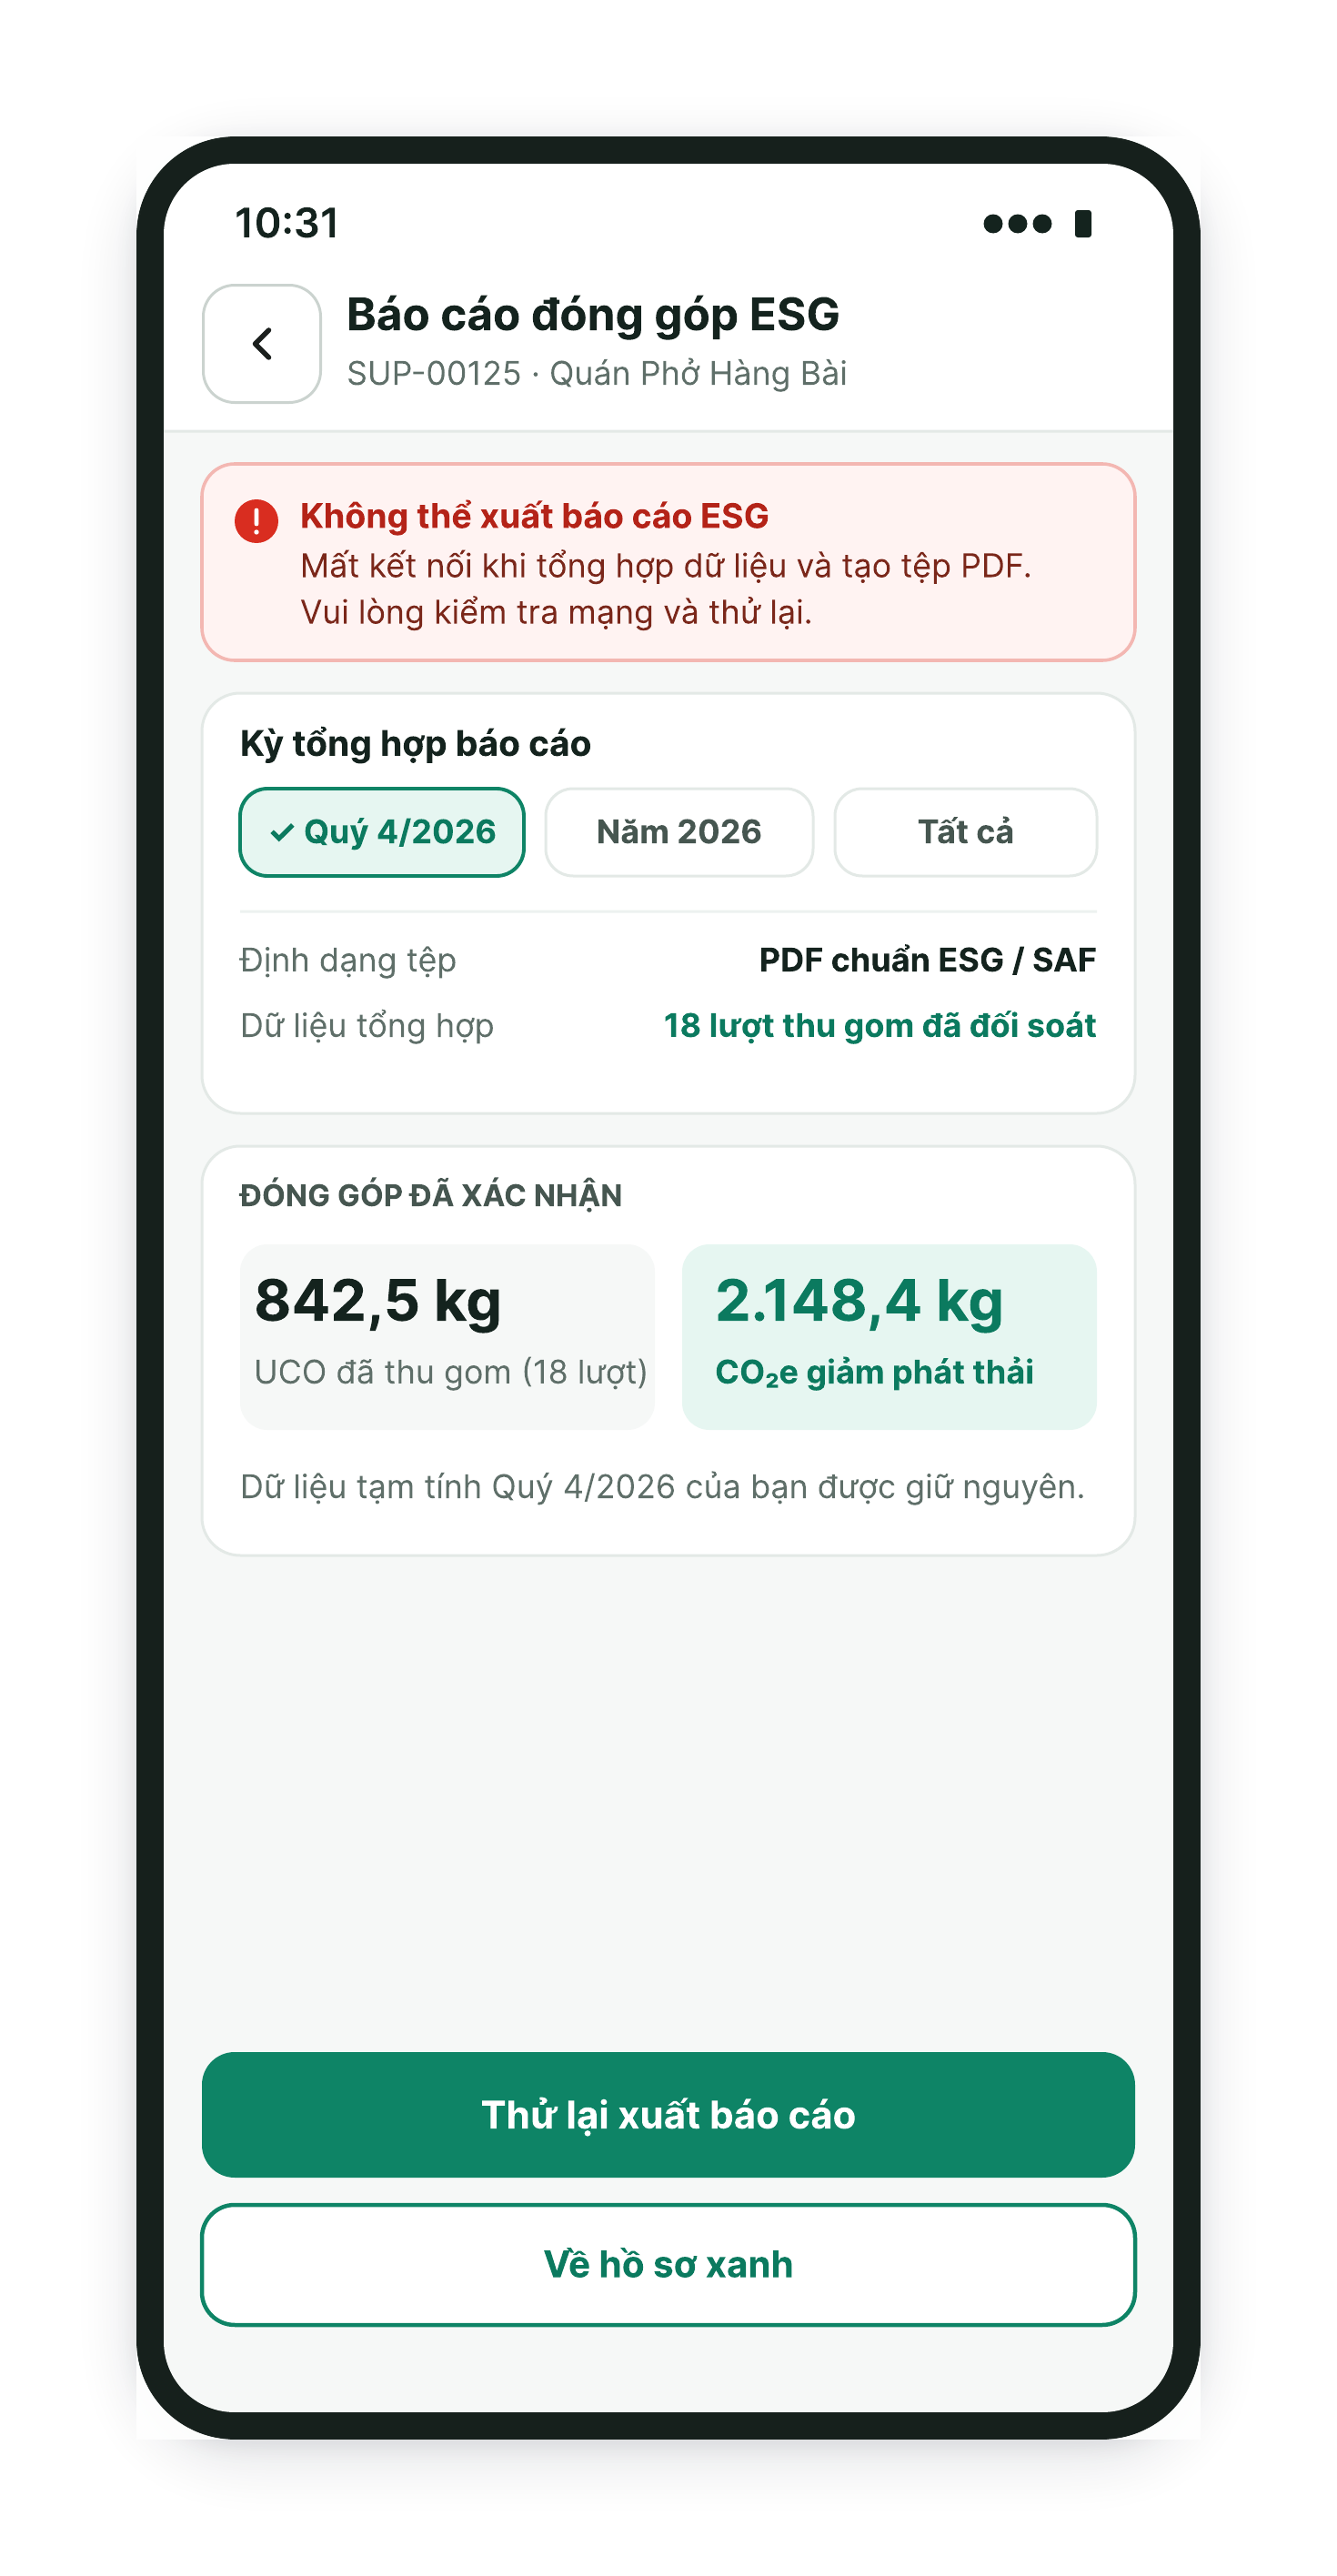 10:31
Báo cáo đóng góp ESG
SUP-00125 · Quán Phở Hàng Bài
Không thể xuất báo cáo ESG
Mất kết nối khi tổng hợp dữ liệu và tạo tệp PDF.
Vui lòng kiểm tra mạng và thử lại.
Kỳ tổng hợp báo cáo
✓ Quý 4/2026 Năm 2026 Tất cả
Định dạng tệp PDF chuẩn ESG / SAF
Dữ liệu tổng hợp 18 lượt thu gom đã đối soát
ĐÓNG GÓP ĐÃ XÁC NHẬN
842,5 kg
UCO đã thu gom (18 lượt)
2.148,4 kg
CO₂e giảm phát thải
Dữ liệu tạm tính Quý 4/2026 của bạn được giữ nguyên.
Thử lại xuất báo cáo
Về hồ sơ xanh